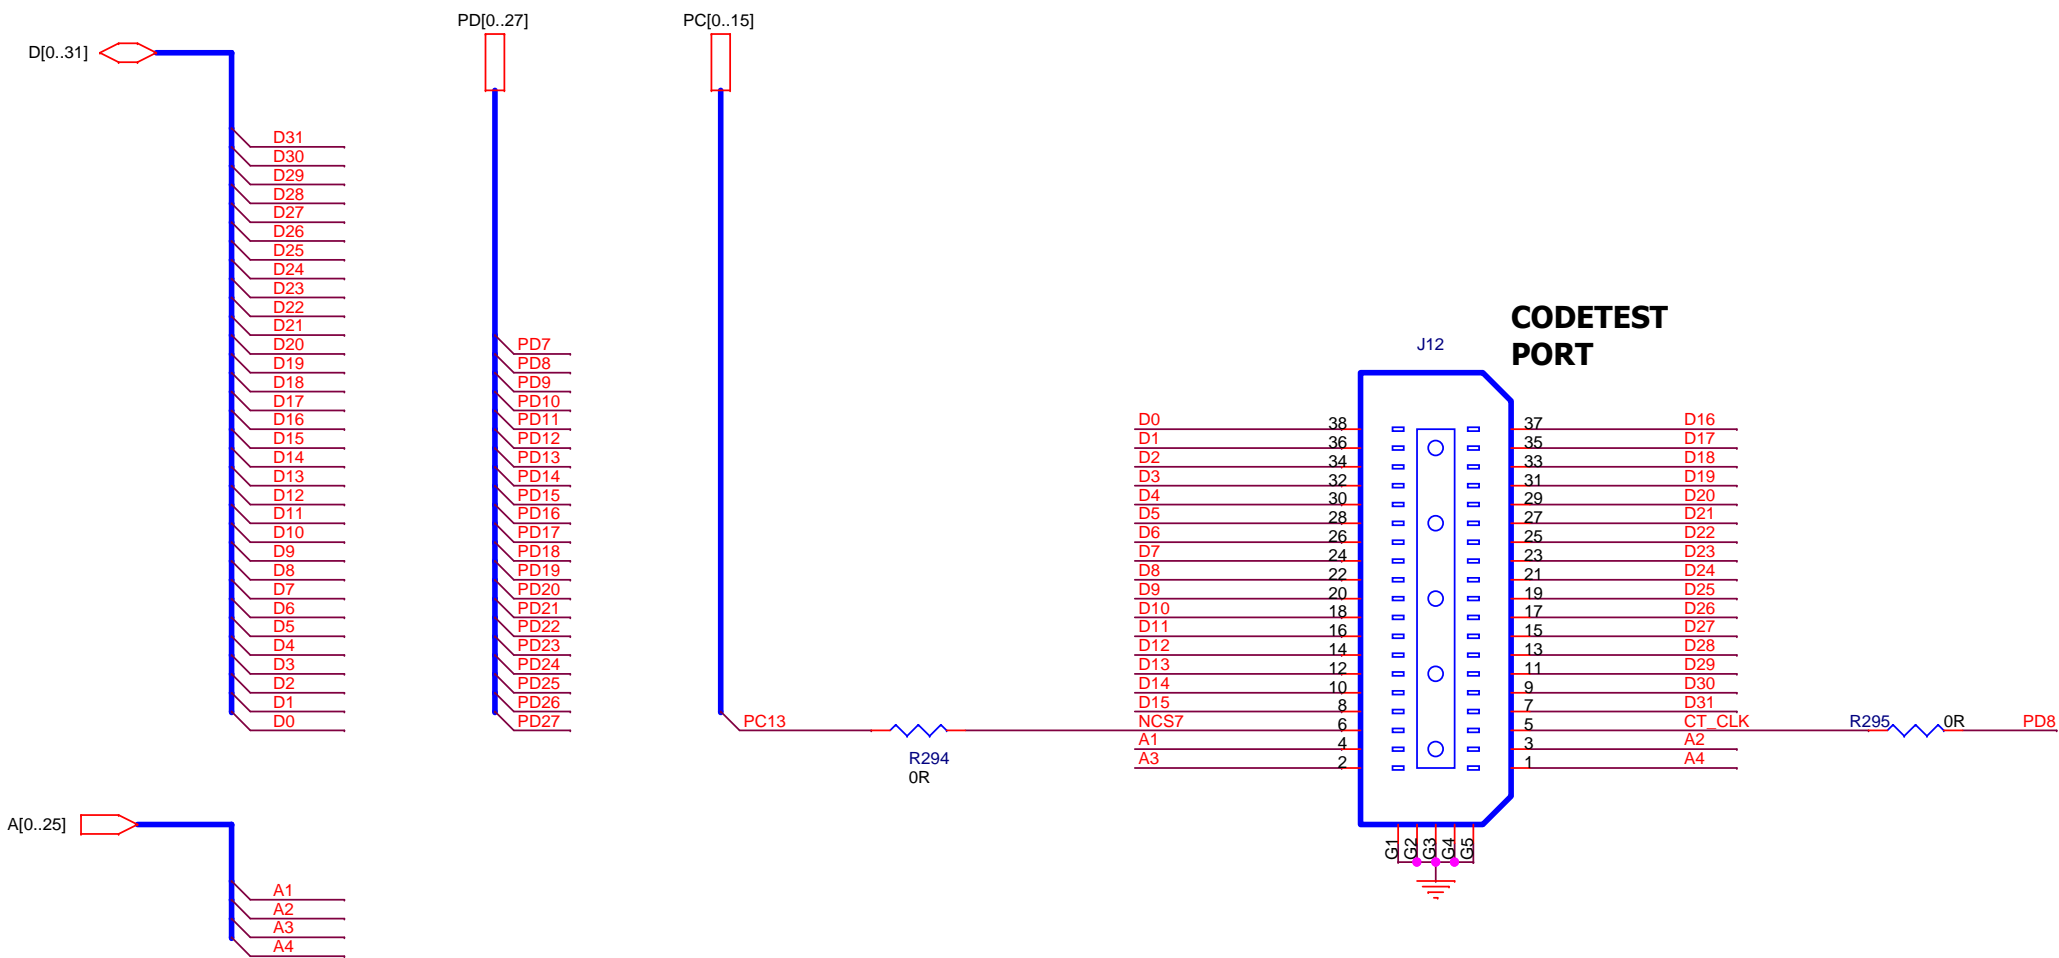 PD[0..27]
PC[0..15]
D[0..31]
D31
D30
D29
D28
D27
D26
D25
D24
D23
D22
D21
D20
D19
D18
D17
D16
D15
D14
D13
D12
D11
D10
D9
D8
D7
D6
D5
D4
D3
D2
D1
D0
PD7
PD8
PD9
PD10
PD11
PD12
PD13
PD14
PD15
PD16
PD17
PD18
PD19
PD20
PD21
PD22
PD23
PD24
PD25
PD26
PD27
PC13
R294
0R
CODETEST
PORT
J12
D0 38 37 D16
D1 36 35 D17
D2 34 33 D18
D3 32 31 D19
D4 30 29 D20
D5 28 27 D21
D6 26 25 D22
D7 24 23 D23
D8 22 21 D24
D9 20 19 D25
D10 18 17 D26
D11 16 15 D27
D12 14 13 D28
D13 12 11 D29
D14 10 9 D30
D15 8 7 D31
NCS7 6 5 CT_CLK R295 0R PD8
A1 4 3 A2
A3 2 1 A4
G1
G2
G3
G4
G5
A[0..25]
A1
A2
A3
A4